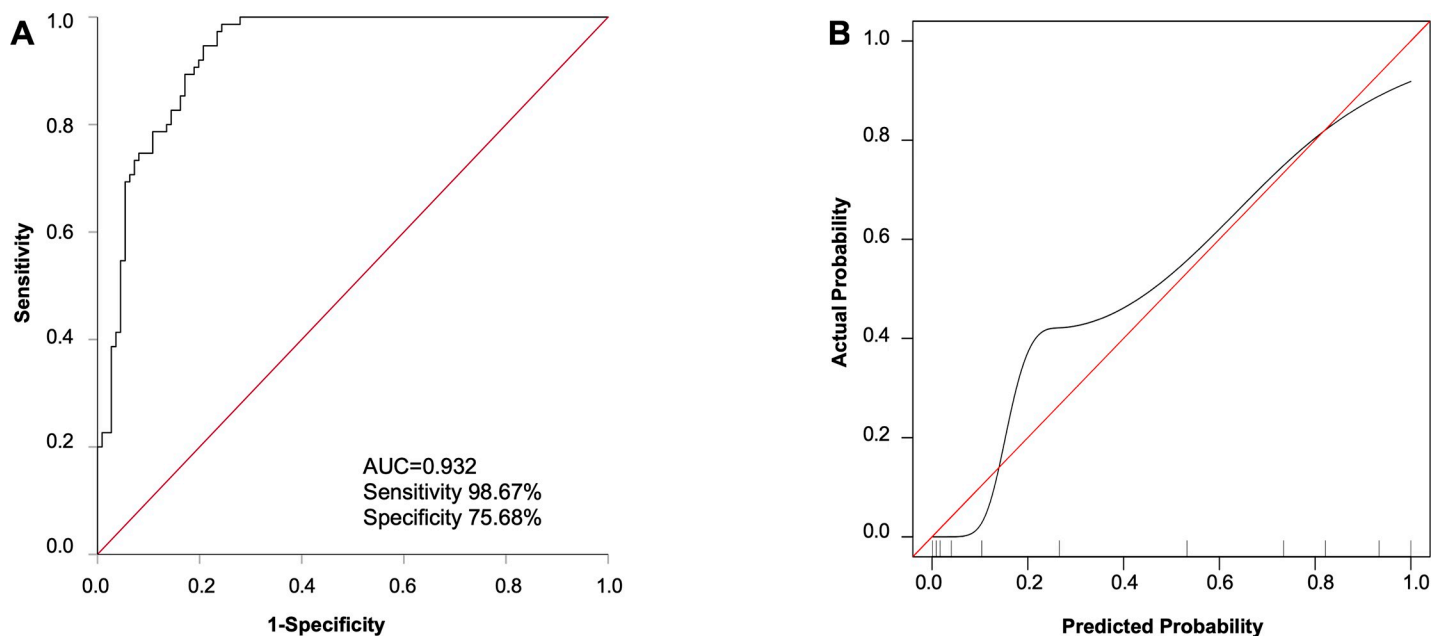 A
1.0
0.8
0.6
0.4
0.2
0.0
Sensitivity
AUC=0.932
Sensitivity 98.67%
Specificity 75.68%
0.0 0.2 0.4 0.6 0.8 1.0
1-Specificity
B
1.0
0.8
0.6
0.4
0.2
0.0
Actual Probability
0.0 0.2 0.4 0.6 0.8 1.0
Predicted Probability